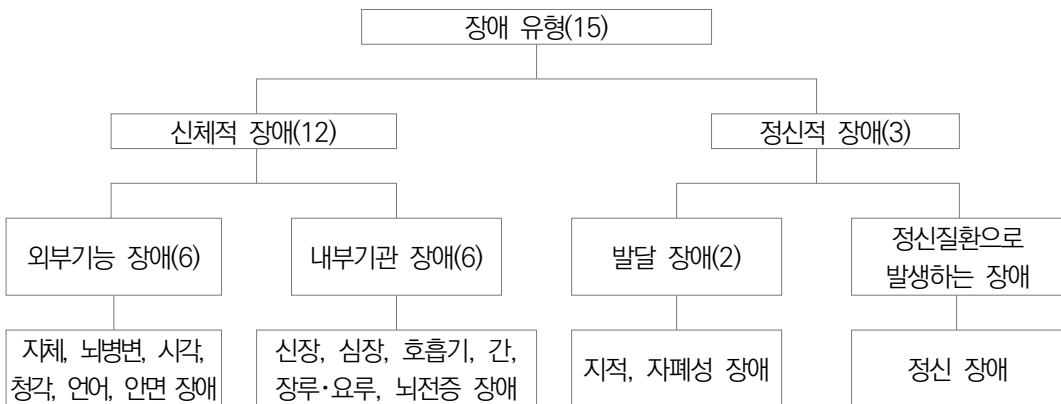 장애 유형(15)
신체적 장애(12)
정신적 장애(3)
외부기능 장애(6)
내부기관 장애(6)
발달 장애(2)
정신질환으로
발생하는 장애
지체, 뇌병변, 시각,
청각, 언어, 안면 장애
신장, 심장, 호흡기, 간,
장루·요루, 뇌전증 장애
지적, 자폐성 장애
정신 장애